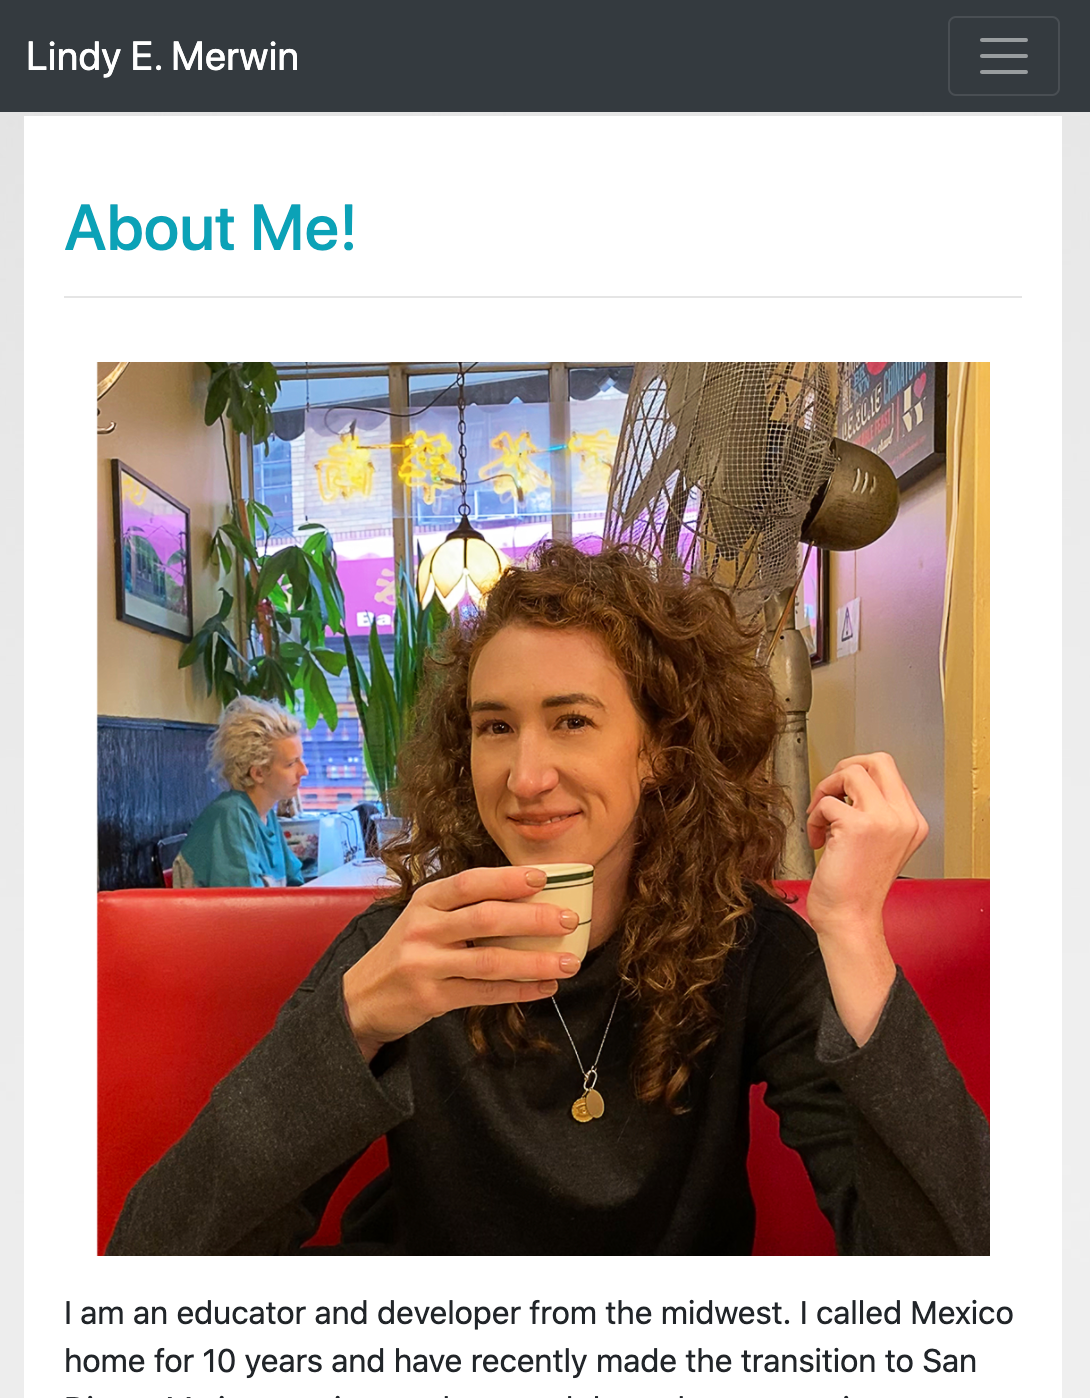 Lindy E. Merwin
About Me!
I am an educator and developer from the midwest. I called Mexico
home for 10 years and have recently made the transition to San